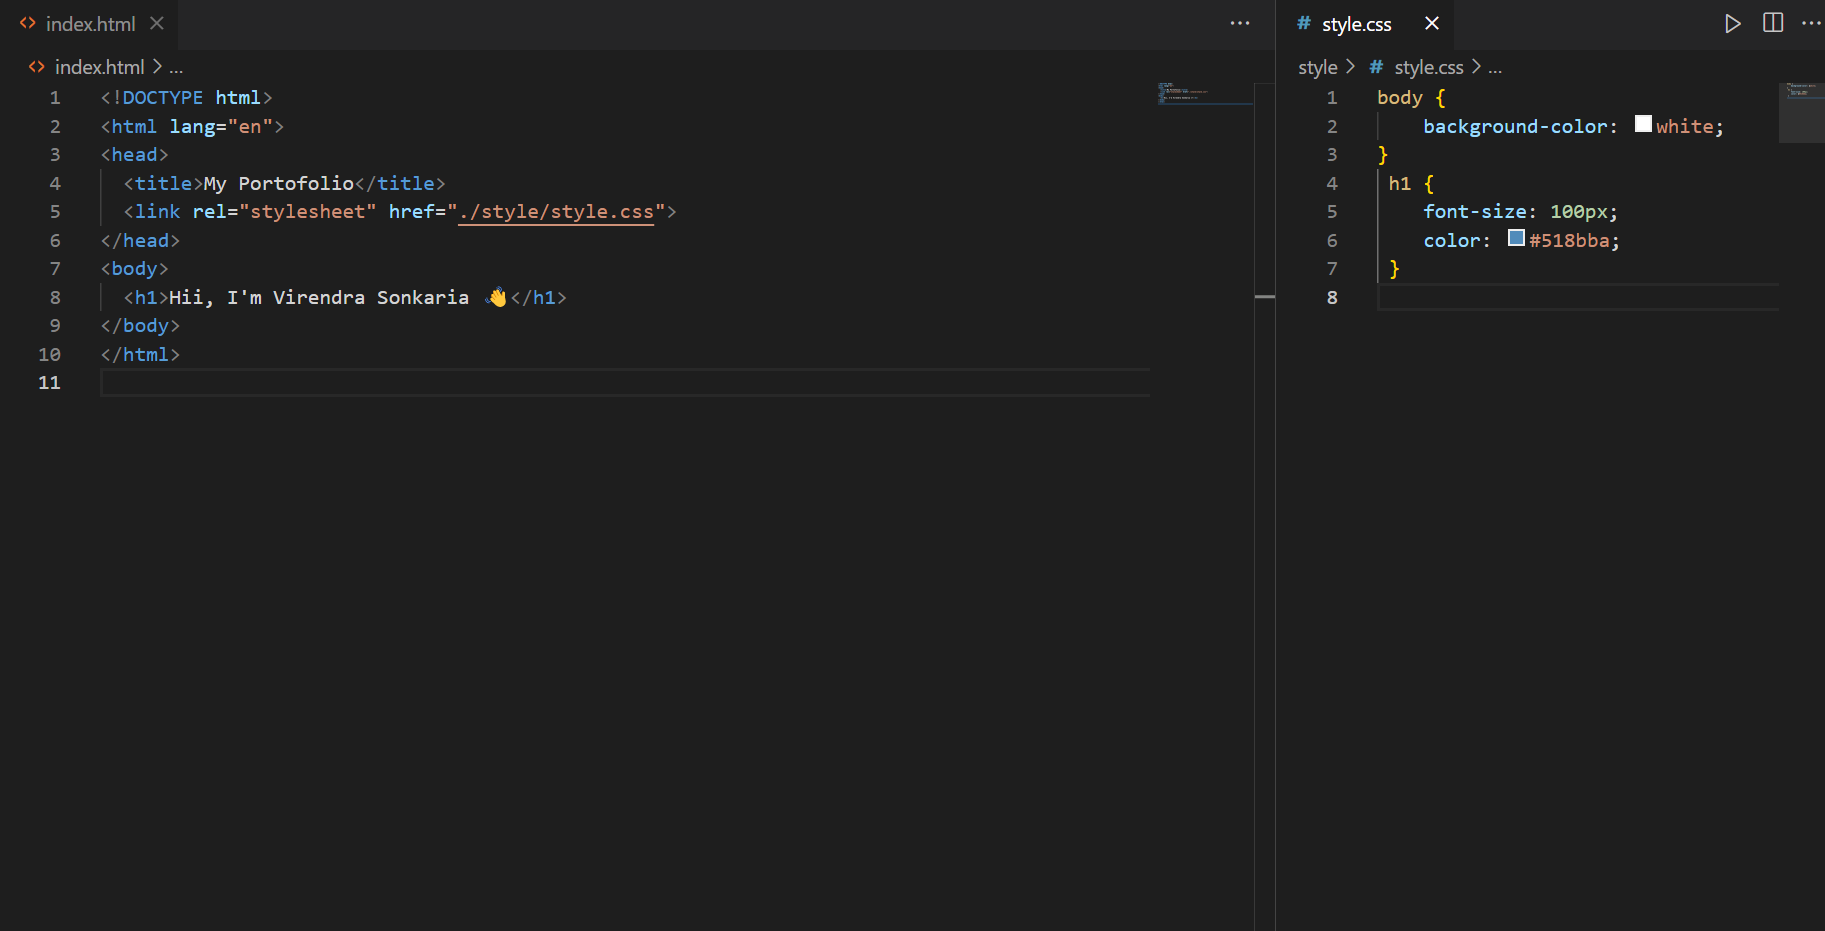 index.html
index.html > ...
1 <!DOCTYPE html>
2 <html lang="en">
3 <head>
4 <title>My Portofolio</title>
5 <link rel="stylesheet" href="./style/style.css">
6 </head>
7 <body>
8 <h1>Hii, I'm Virendra Sonkaria 👋</h1>
9 </body>
10 </html>
11
# style.css
style > # style.css > ...
1 body {
2 background-color: white;
3 }
4 h1 {
5 font-size: 100px;
6 color: #518bba;
7 }
8